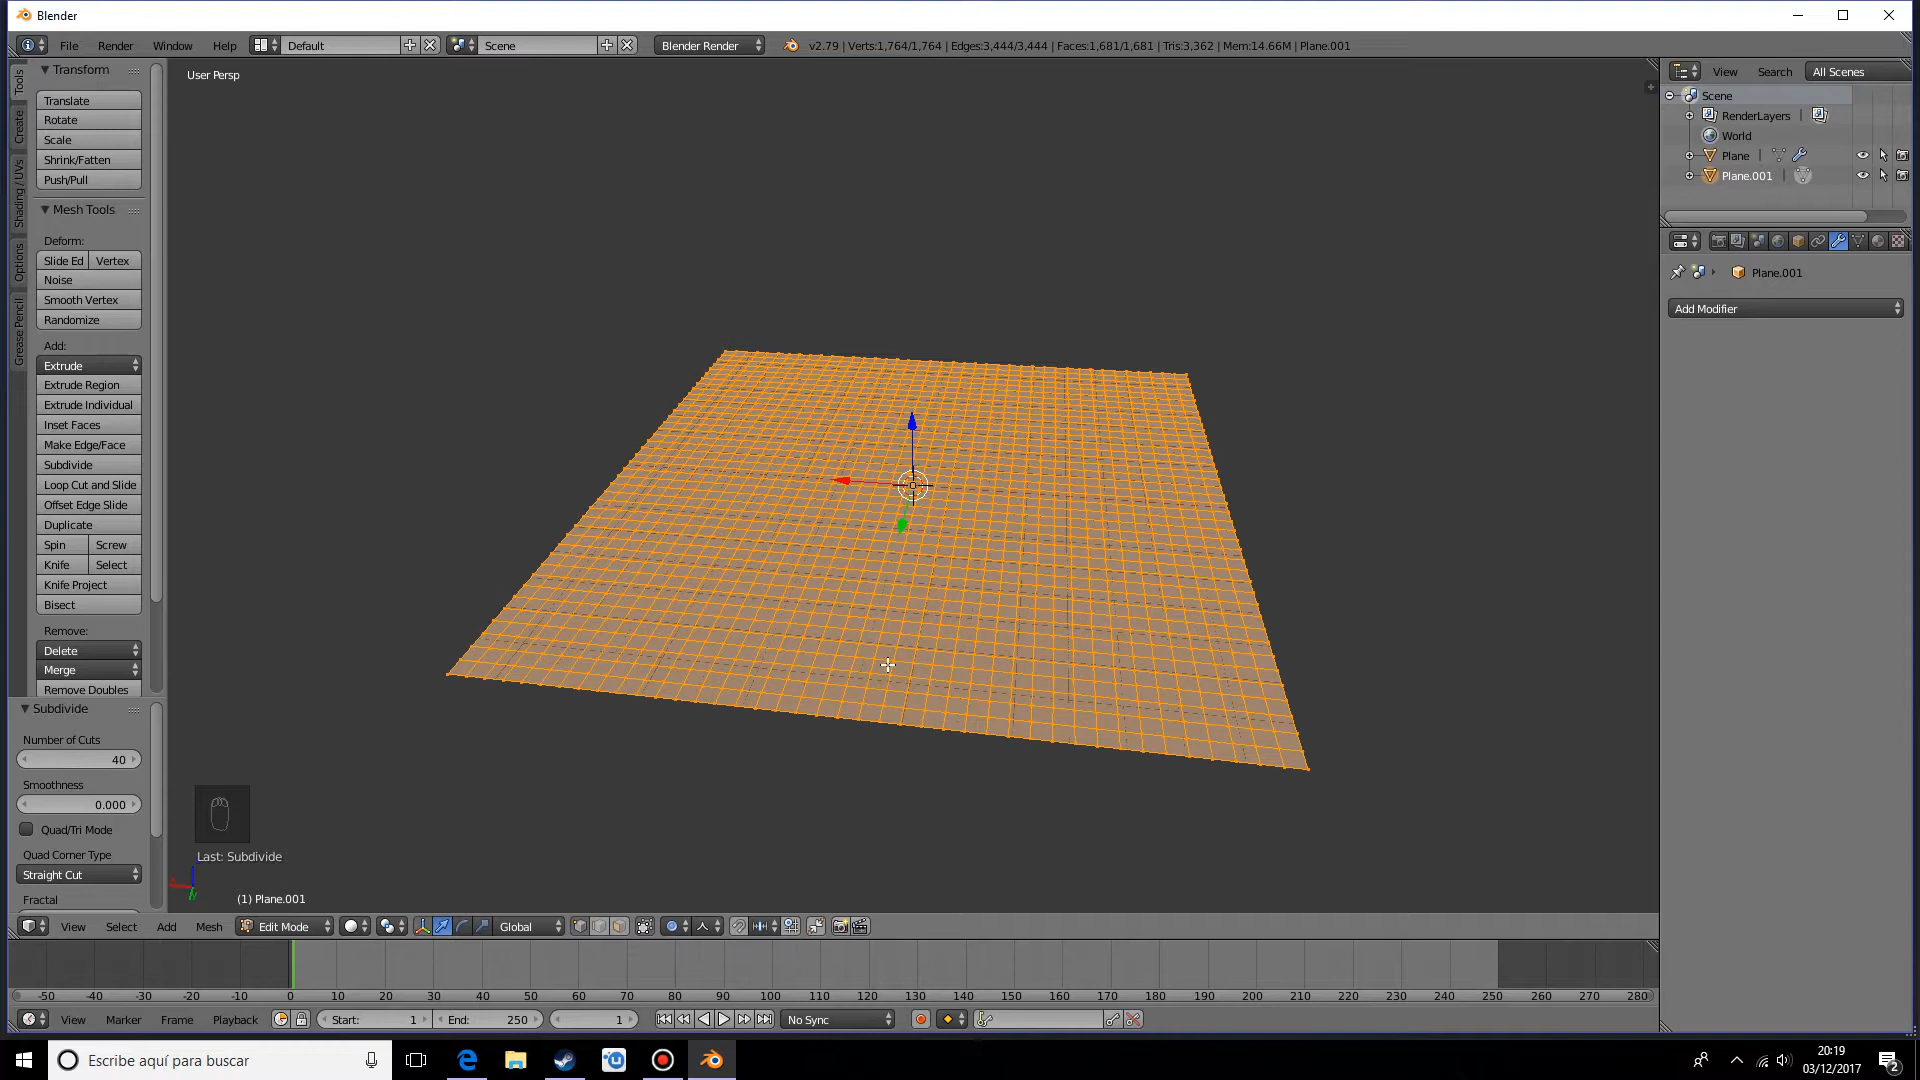 Blender
File Render Window Help Default Scene Blender Render v2.79 | Verts:1,764/1,764 | Edges:3,444/3,444 | Faces:1,681/1,681 | Tris:3,362 | Mem:14.66M | Plane.001
Tools
Create
Shading / UVs
Options
Grease Pencil
Transform
Translate
Rotate
Scale
Shrink/Fatten
Push/Pull
Mesh Tools
Deform:
Slide Ed Vertex
Noise
Smooth Vertex
Randomize
Add:
Extrude
Extrude Region
Extrude Individual
Inset Faces
Make Edge/Face
Subdivide
Loop Cut and Slide
Offset Edge Slide
Duplicate
Spin Screw
Knife Select
Knife Project
Bisect
Remove:
Delete
Merge
Remove Doubles
Subdivide
Number of Cuts
40
Smoothness
0.000
Quad/Tri Mode
Quad Corner Type
Straight Cut
Fractal
User Persp
Last: Subdivide
(1) Plane.001
View Search All Scenes
Scene
RenderLayers |
World
Plane |
Plane.001 |
Plane.001
Add Modifier
View Select Add Mesh Edit Mode Global
-50 -40 -30 -20 -10 0 10 20 30 40 50 60 70 80 90 100 110 120 130 140 150 160 170 180 190 200 210 220 230 240 250 260 270 280
View Marker Frame Playback Start: 1 End: 250 1 No Sync
Escribe aquí para buscar
20:19
03/12/2017
2